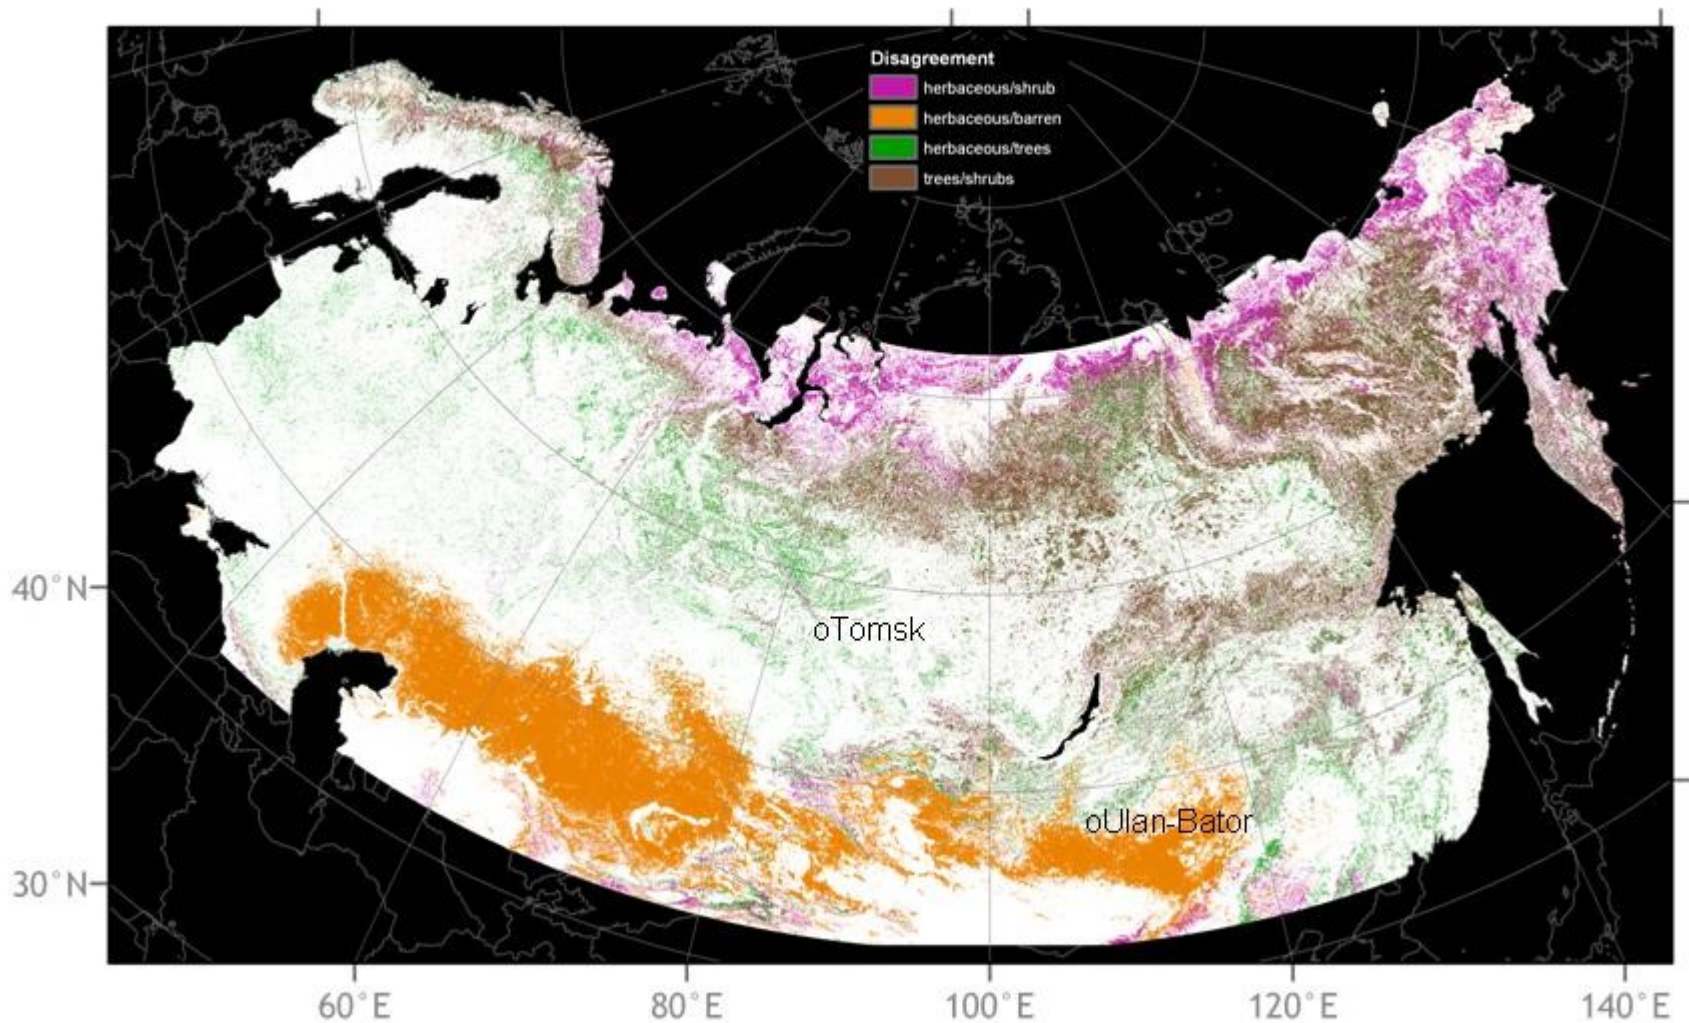 Disagreement
herbaceous/shrub
herbaceous/barren
herbaceous/trees
trees/shrubs
40°N
oTomsk
oUlan-Bator
30°N
60°E
80°E
100°E
120°E
140°E